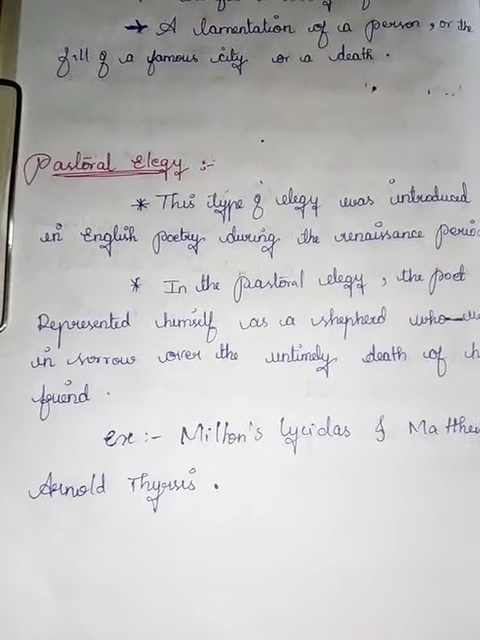 → A lamentation of a person, or the
fall of a famous city or a death.
Pastoral Elegy :-
* This type of elegy was introduced
in English poetry during the renaissance perio
* In the pastoral elegy, the poet
Represented himself as a shepherd who
in sorrow over the untimely death of h
friend.
ex:- Milton's Lycidas & Matthe
Arnold Thyrsis.